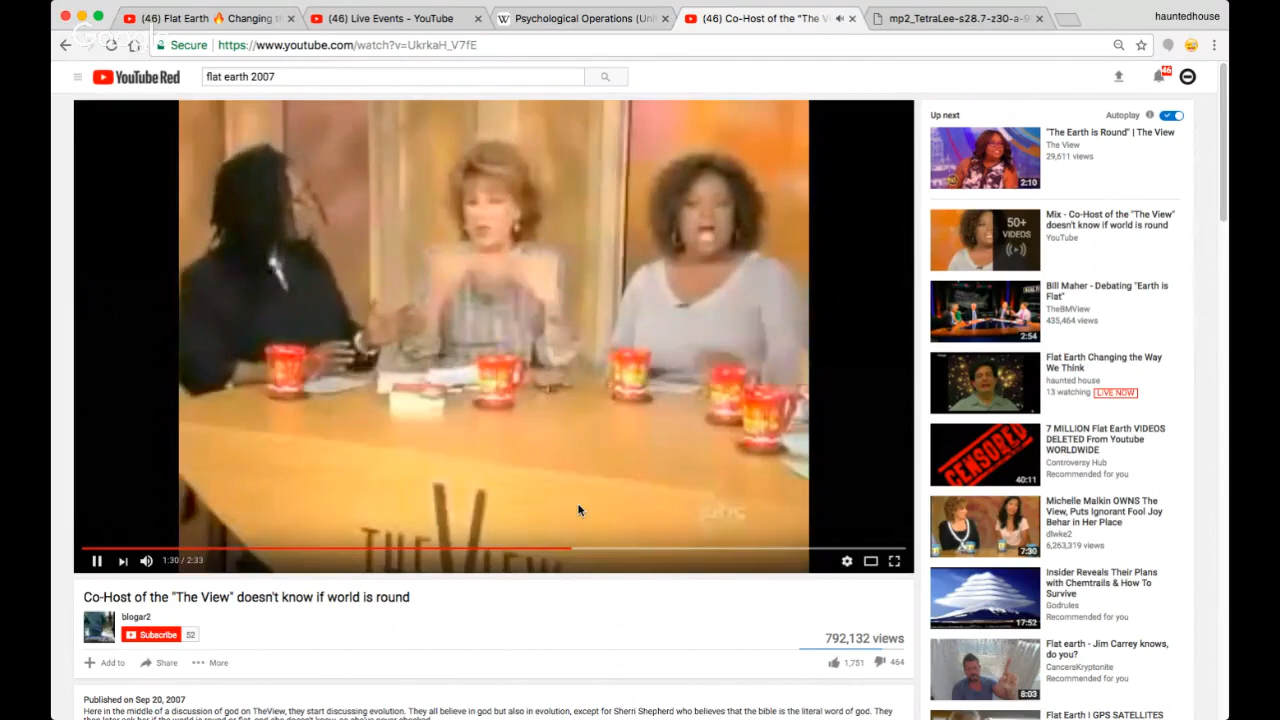 (46) Flat Earth 🔥 Changing t
(46) Live Events - YouTube
Psychological Operations (Uni
(46) Co-Host of the "The V
mp2_TetraLee-s28.7-z30-a-9
hauntedhouse
Google
Secure
https://www.youtube.com/watch?v=UkrkaH_V7fE
YouTube Red
flat earth 2007
46
THE VIEW
abc
1:30 / 2:33
Co-Host of the "The View" doesn't know if world is round
blogar2
Subscribe 52
792,132 views
Add to
Share
More
1,751
464
Published on Sep 20, 2007
Here in the middle of a discussion of god on TheView, they start discussing evolution. They all believe in god but also in evolution, except for Sherri Shepherd who believes that the bible is the literal word of god. They
Up next
Autoplay
"The Earth is Round" | The View
The View
29,611 views
2:10
Mix - Co-Host of the "The View"
doesn't know if world is round
YouTube
50+
VIDEOS
Bill Maher - Debating "Earth is
Flat"
TheBMView
435,464 views
2:54
Flat Earth Changing the Way
We Think
haunted house
13 watching
LIVE NOW
7 MILLION Flat Earth VIDEOS
DELETED From Youtube
WORLDWIDE
Controversy Hub
Recommended for you
CENSORED
40:11
Michelle Malkin OWNS The
View, Puts Ignorant Fool Joy
Behar in Her Place
dlwke2
6,263,319 views
7:30
Insider Reveals Their Plans
with Chemtrails & How To
Survive
Godrules
Recommended for you
17:52
Flat earth - Jim Carrey knows,
do you?
CancersKryptonite
Recommended for you
8:03
Flat Earth I GPS SATELLITES